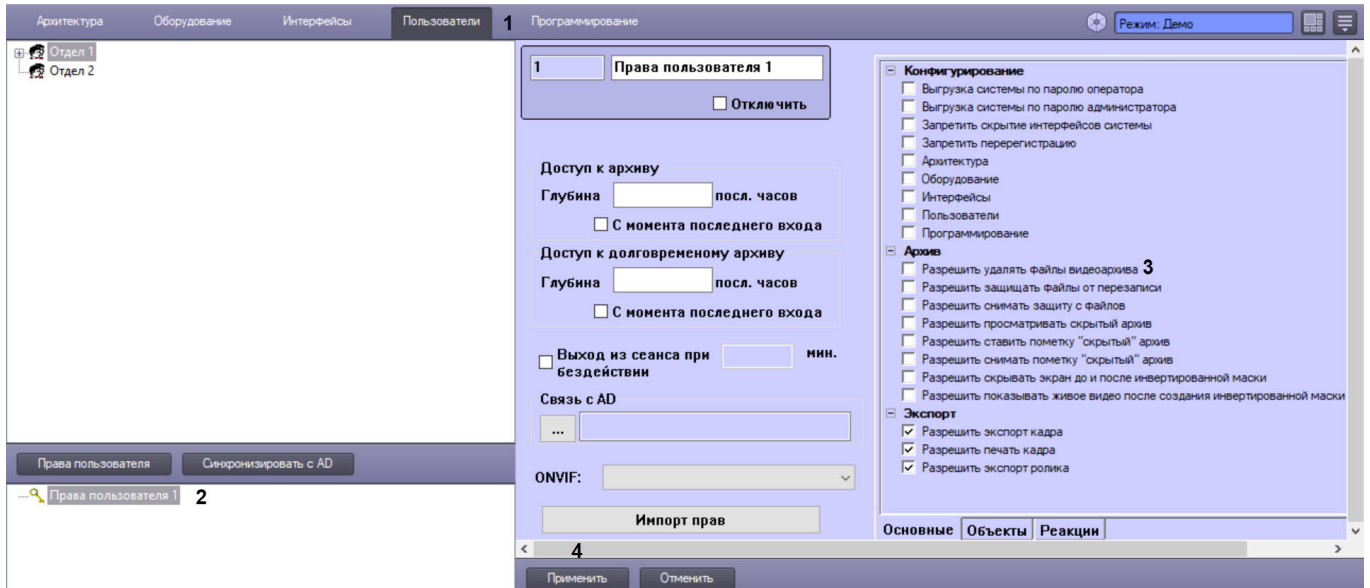 Архитектура Оборудование Интерфейсы Пользователи 1 Программирование Режим: Демо
Отдел 1
Отдел 2
Права пользователя Синхронизировать с AD
Права пользователя 1 2
1 Права пользователя 1
Отключить
Доступ к архиву
Глубина посл. часов
С момента последнего входа
Доступ к долговременому архиву
Глубина посл. часов
С момента последнего входа
Выход из сеанса при мин.
бездействии
Связь с AD
...
ONVIF:
Импорт прав
4
Применить Отменить
Конфигурирование
Выгрузка системы по паролю оператора
Выгрузка системы по паролю администратора
Запретить скрытие интерфейсов системы
Запретить перерегистрацию
Архитектура
Оборудование
Интерфейсы
Пользователи
Программирование
Архив
Разрешить удалять файлы видеоархива 3
Разрешить защищать файлы от перезаписи
Разрешить снимать защиту с файлов
Разрешить просматривать скрытый архив
Разрешить ставить пометку "скрытый" архив
Разрешить снимать пометку "скрытый" архив
Разрешить скрывать экран до и после инвертированной маски
Разрешить показывать живое видео после создания инвертированной маски
Экспорт
Разрешить экспорт кадра
Разрешить печать кадра
Разрешить экспорт ролика
Основные Объекты Реакции